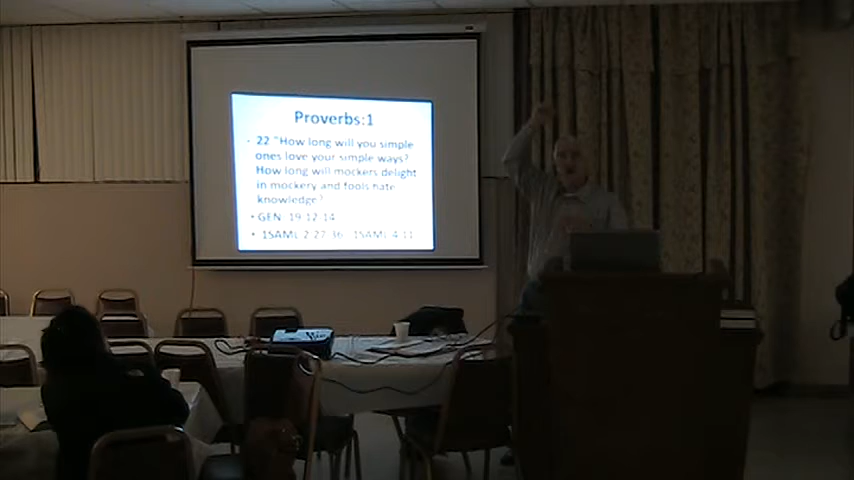 Proverbs:1
• 22 "How long will you simple
ones love your simple ways?
How long will mockers delight
in mockery and fools hate
knowledge?
• GEN: 19:12-14
• 1SAML 2:27-36, 1SAML 4:11